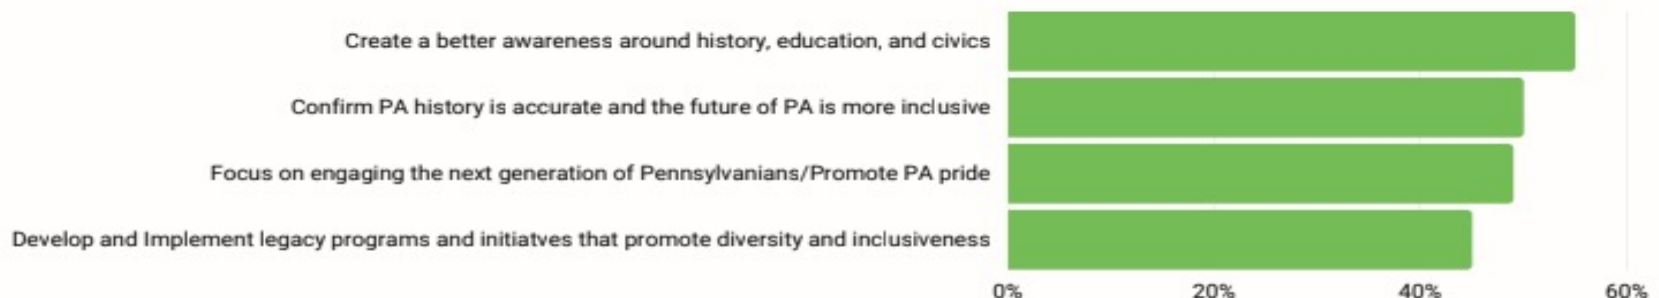 Create a better awareness around history, education, and civics
Confirm PA history is accurate and the future of PA is more inclusive
Focus on engaging the next generation of Pennsylvanians/Promote PA pride
Develop and Implement legacy programs and initiatves that promote diversity and inclusiveness
0% 20% 40% 60%